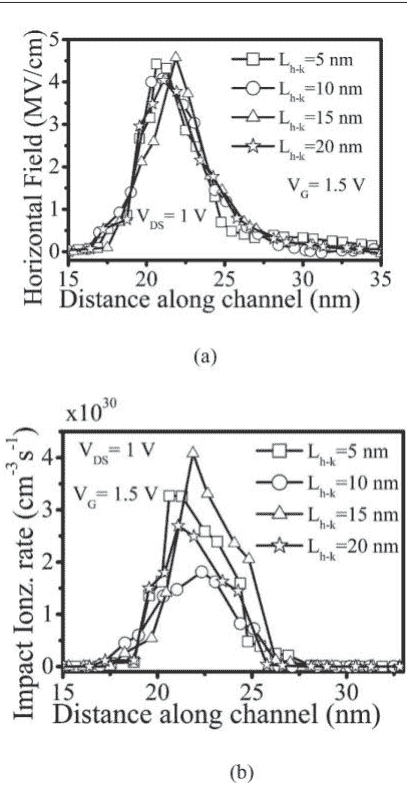 5
4
3
2
1
0
Horizontal Field (MV/cm)
L_h-k=5 nm
L_h-k=10 nm
L_h-k=15 nm
L_h-k=20 nm
V_G= 1.5 V
V_DS= 1 V
15 20 25 30 35
Distance along channel (nm)
(a)
x10^30
4
3
2
1
0
Impact Ionz. rate (cm^-3 s^-1)
V_DS= 1 V
V_G= 1.5 V
L_h-k=5 nm
L_h-k=10 nm
L_h-k=15 nm
L_h-k=20 nm
15 20 25 30
Distance along channel (nm)
(b)